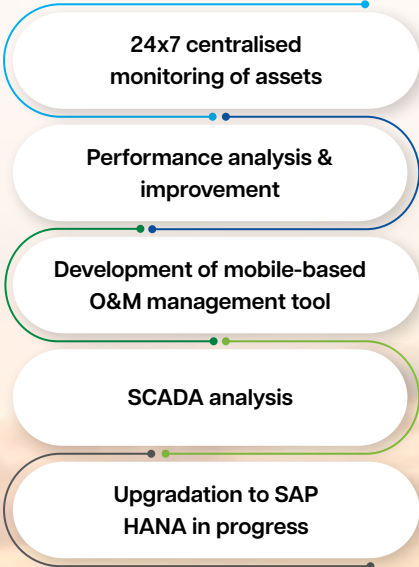 24x7 centralised
monitoring of assets
Performance analysis &
improvement
Development of mobile-based
O&M management tool
SCADA analysis
Upgradation to SAP
HANA in progress